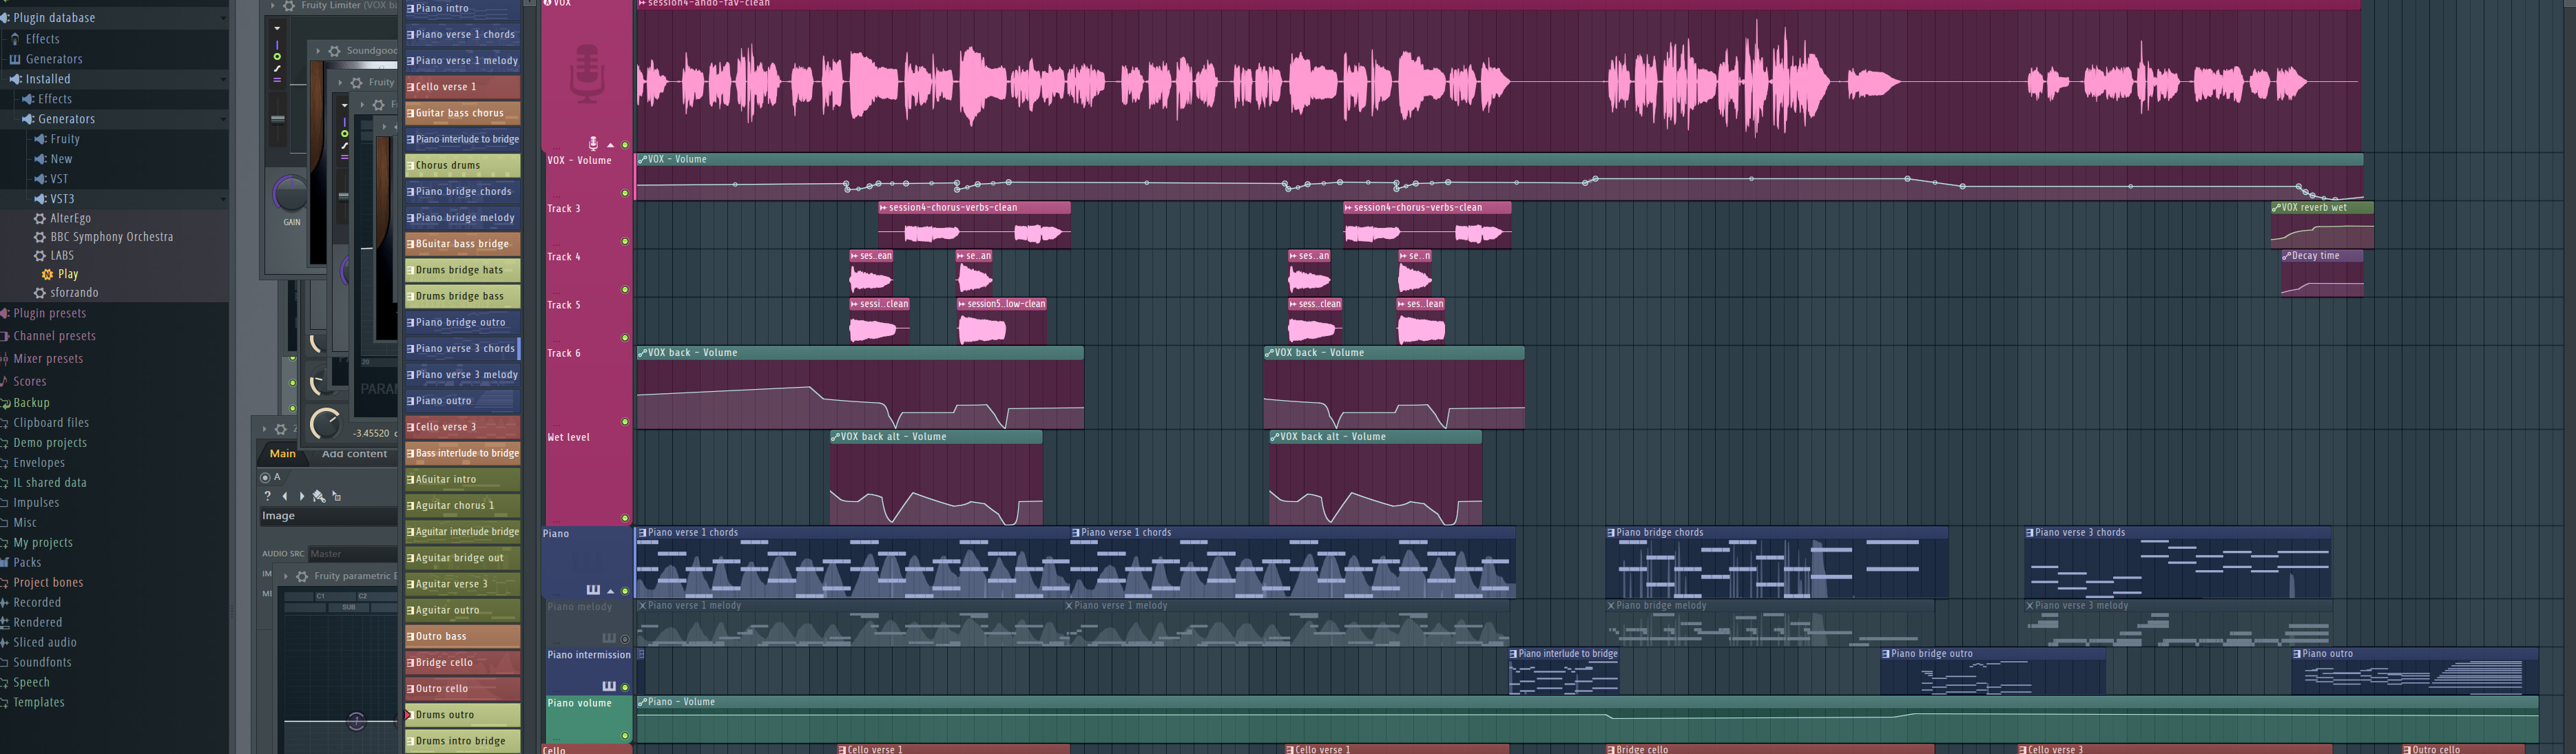 Plugin database
Effects
Generators
Installed
Effects
Generators
Fruity
New
VST
VST3
AlterEgo
BBC Symphony Orchestra
LABS
Play
sforzando
Plugin presets
Channel presets
Mixer presets
Scores
Backup
Clipboard files
Demo projects
Envelopes
IL shared data
Impulses
Misc
My projects
Packs
Project bones
Recorded
Rendered
Sliced audio
Soundfonts
Speech
Templates
Fruity Limiter (VOX ba
Soundgood
Fruity
GAIN
20
PARAM
-3.45520
Main
Add content
A
?
Image
AUDIO SRC
Master
Fruity parametric E
C1
C2
SUB
Piano intro
Piano verse 1 chords
Piano verse 1 melody
Cello verse 1
Guitar bass chorus
Piano interlude to bridge
Chorus drums
Piano bridge chords
Piano bridge melody
BGuitar bass bridge
Drums bridge hats
Drums bridge bass
Piano bridge outro
Piano verse 3 chords
Piano verse 3 melody
Piano outro
Cello verse 3
Bass interlude to bridge
AGuitar intro
Aguitar chorus 1
Aguitar interlude bridge
Aguitar bridge out
Aguitar verse 3
Aguitar outro
Outro bass
Bridge cello
Outro cello
Drums outro
Drums intro bridge
VOX
session4-ando-fav-clean
VOX - Volume
VOX - Volume
Track 3
session4-chorus-verbs-clean
session4-chorus-verbs-clean
VOX reverb wet
Track 4
ses..ean
se..an
ses..an
se..n
Decay time
Track 5
sessi..clean
session5..low-clean
sess..clean
ses..lean
Track 6
VOX back - Volume
VOX back - Volume
Wet level
VOX back alt - Volume
VOX back alt - Volume
Piano
Piano verse 1 chords
Piano verse 1 chords
Piano bridge chords
Piano verse 3 chords
Piano melody
Piano verse 1 melody
Piano verse 1 melody
Piano bridge melody
Piano verse 3 melody
Piano intermission
Piano interlude to bridge
Piano bridge outro
Piano outro
Piano volume
Piano - Volume
Cello
Cello verse 1
Cello verse 1
Bridge cello
Cello verse 3
Outro cello